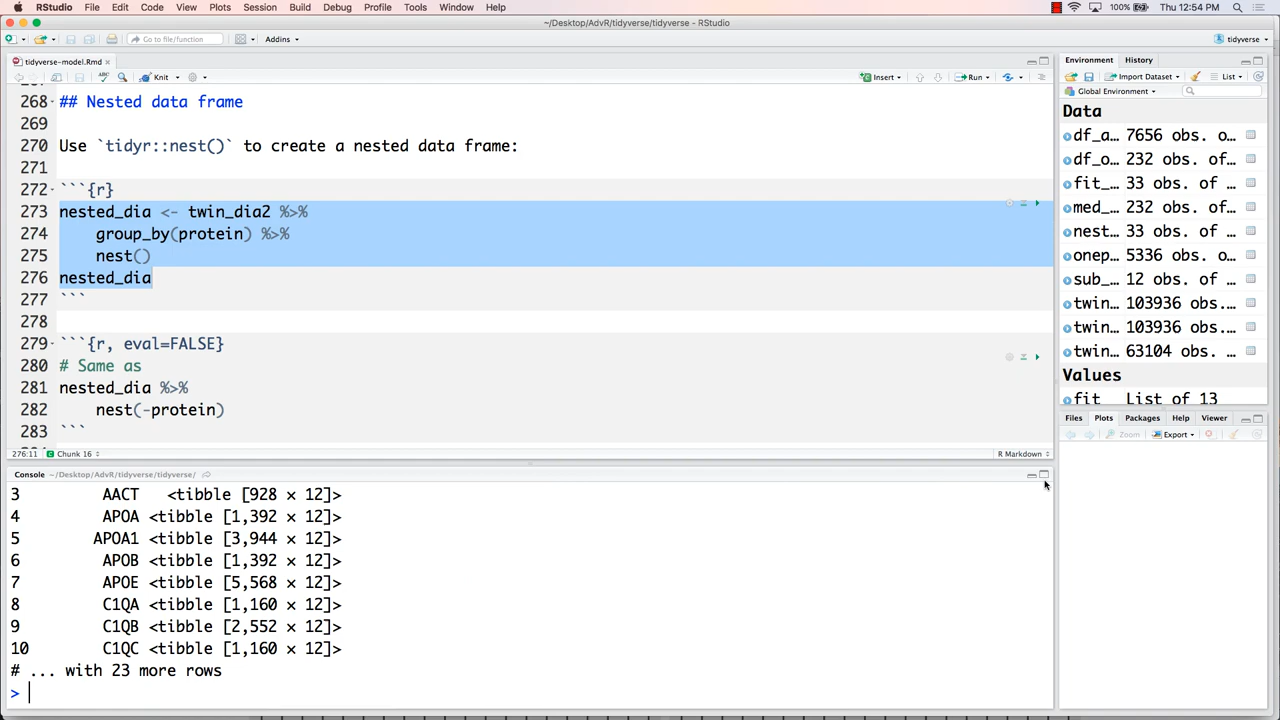 RStudio File Edit Code View Plots Session Build Debug Profile Tools Window Help 100% Thu 12:54 PM
~/Desktop/AdvR/tidyverse/tidyverse - RStudio
Go to file/function Addins tidyverse
tidyverse-model.Rmd
Knit Insert Run
268 ## Nested data frame
269
270 Use `tidyr::nest()` to create a nested data frame:
271
272 ```{r}
273 nested_dia <- twin_dia2 %>%
274 group_by(protein) %>%
275 nest()
276 nested_dia
277 ```
278
279 ```{r, eval=FALSE}
280 # Same as
281 nested_dia %>%
282 nest(-protein)
283 ```
276:11 Chunk 16 R Markdown
Console ~/Desktop/AdvR/tidyverse/tidyverse/
3 AACT <tibble [928 × 12]>
4 APOA <tibble [1,392 × 12]>
5 APOA1 <tibble [3,944 × 12]>
6 APOB <tibble [1,392 × 12]>
7 APOE <tibble [5,568 × 12]>
8 C1QA <tibble [1,160 × 12]>
9 C1QB <tibble [2,552 × 12]>
10 C1QC <tibble [1,160 × 12]>
# ... with 23 more rows
>
Environment History
Import Dataset List
Global Environment
Data
df_a… 7656 obs. o…
df_o… 232 obs. of…
fit_… 33 obs. of …
med_… 232 obs. of…
nest… 33 obs. of …
onep… 5336 obs. o…
sub_… 12 obs. of …
twin… 103936 obs.…
twin… 103936 obs.…
twin… 63104 obs. …
Values
fit List of 13
Files Plots Packages Help Viewer
Zoom Export